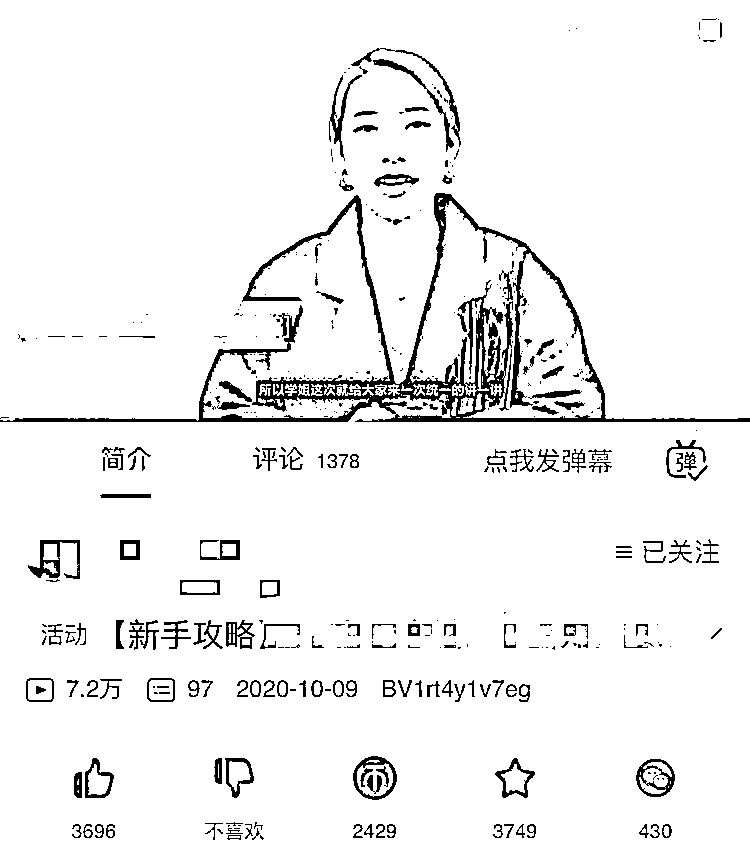 所以学姐这次就给大家来一次统一的讲一讲
简介 评论 1378 点我发弹幕 弹
已关注
活动 【新手攻略】
7.2万 97 2020-10-09 BV1rt4y1v7eg
3696 不喜欢 2429 3749 430